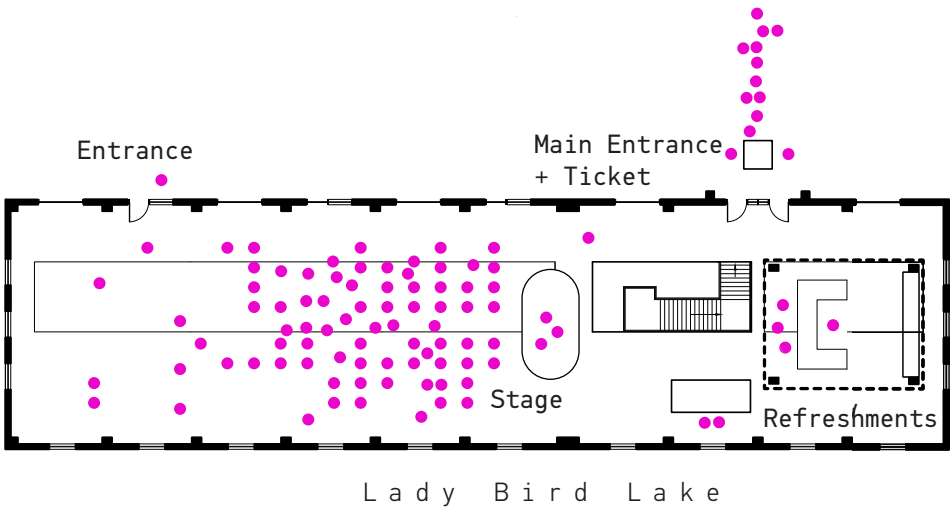 Entrance
Main Entrance
+ Ticket
Stage
Refreshments
Lady Bird Lake